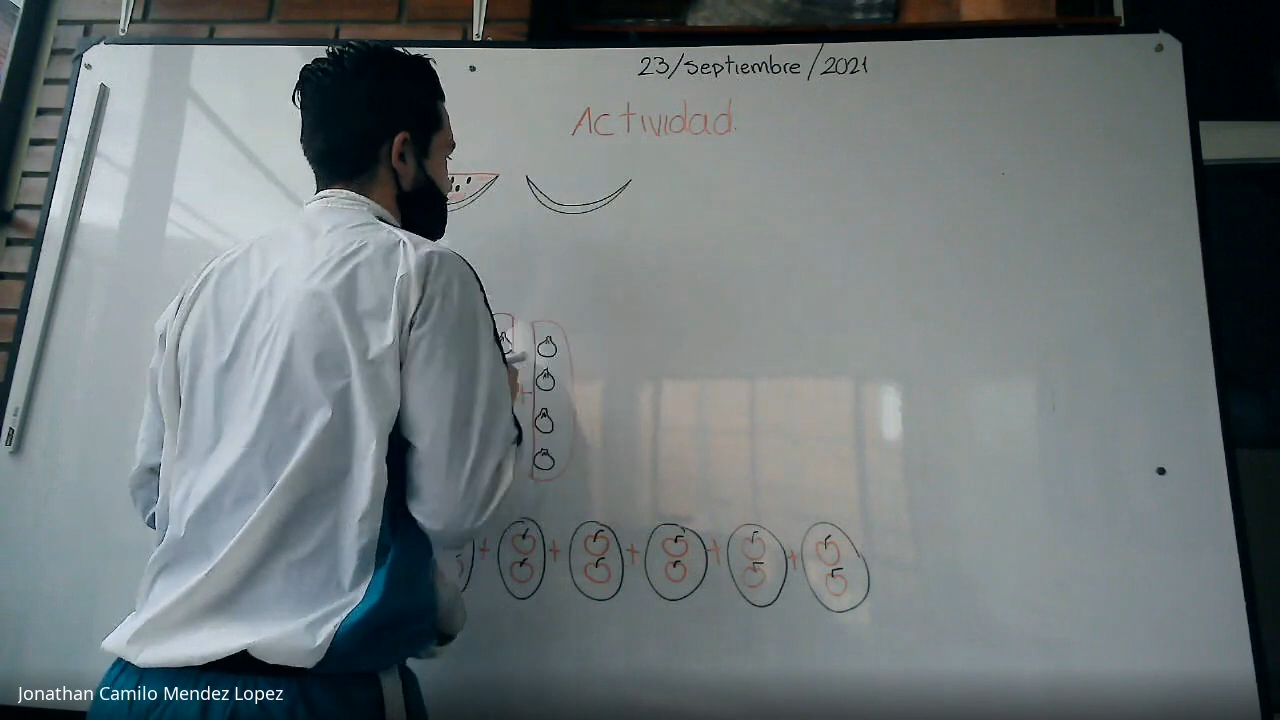 23/Septiembre/2021
Actividad.
+ + + + +
Jonathan Camilo Mendez Lopez